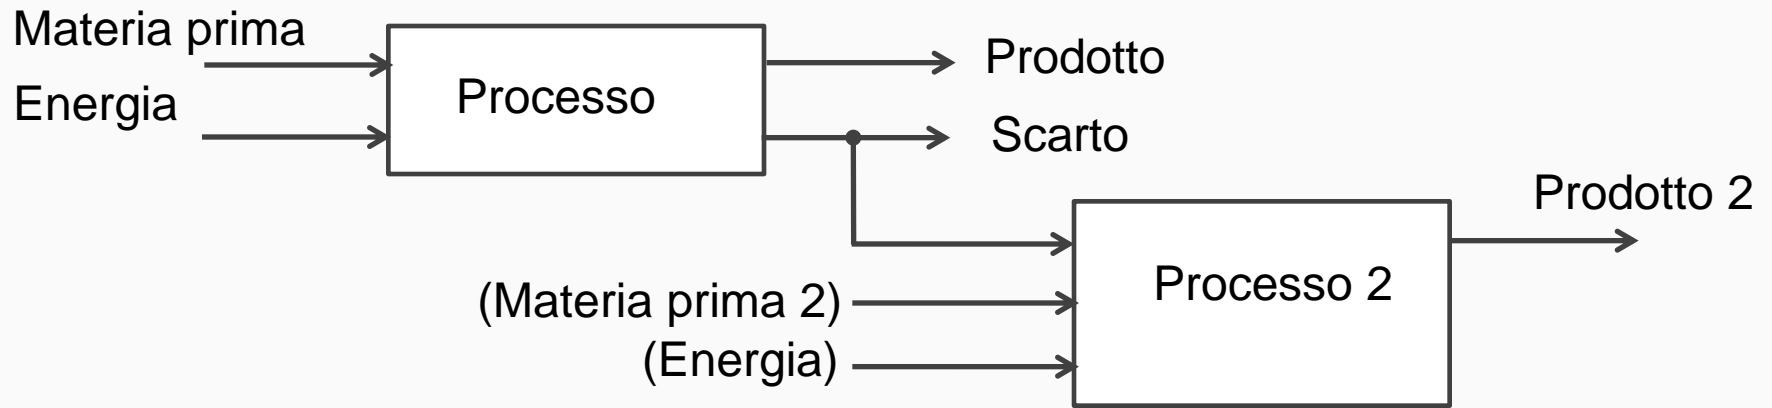 Materia prima
Energia
Processo
Prodotto
Scarto
Prodotto 2
(Materia prima 2)
(Energia)
Processo 2